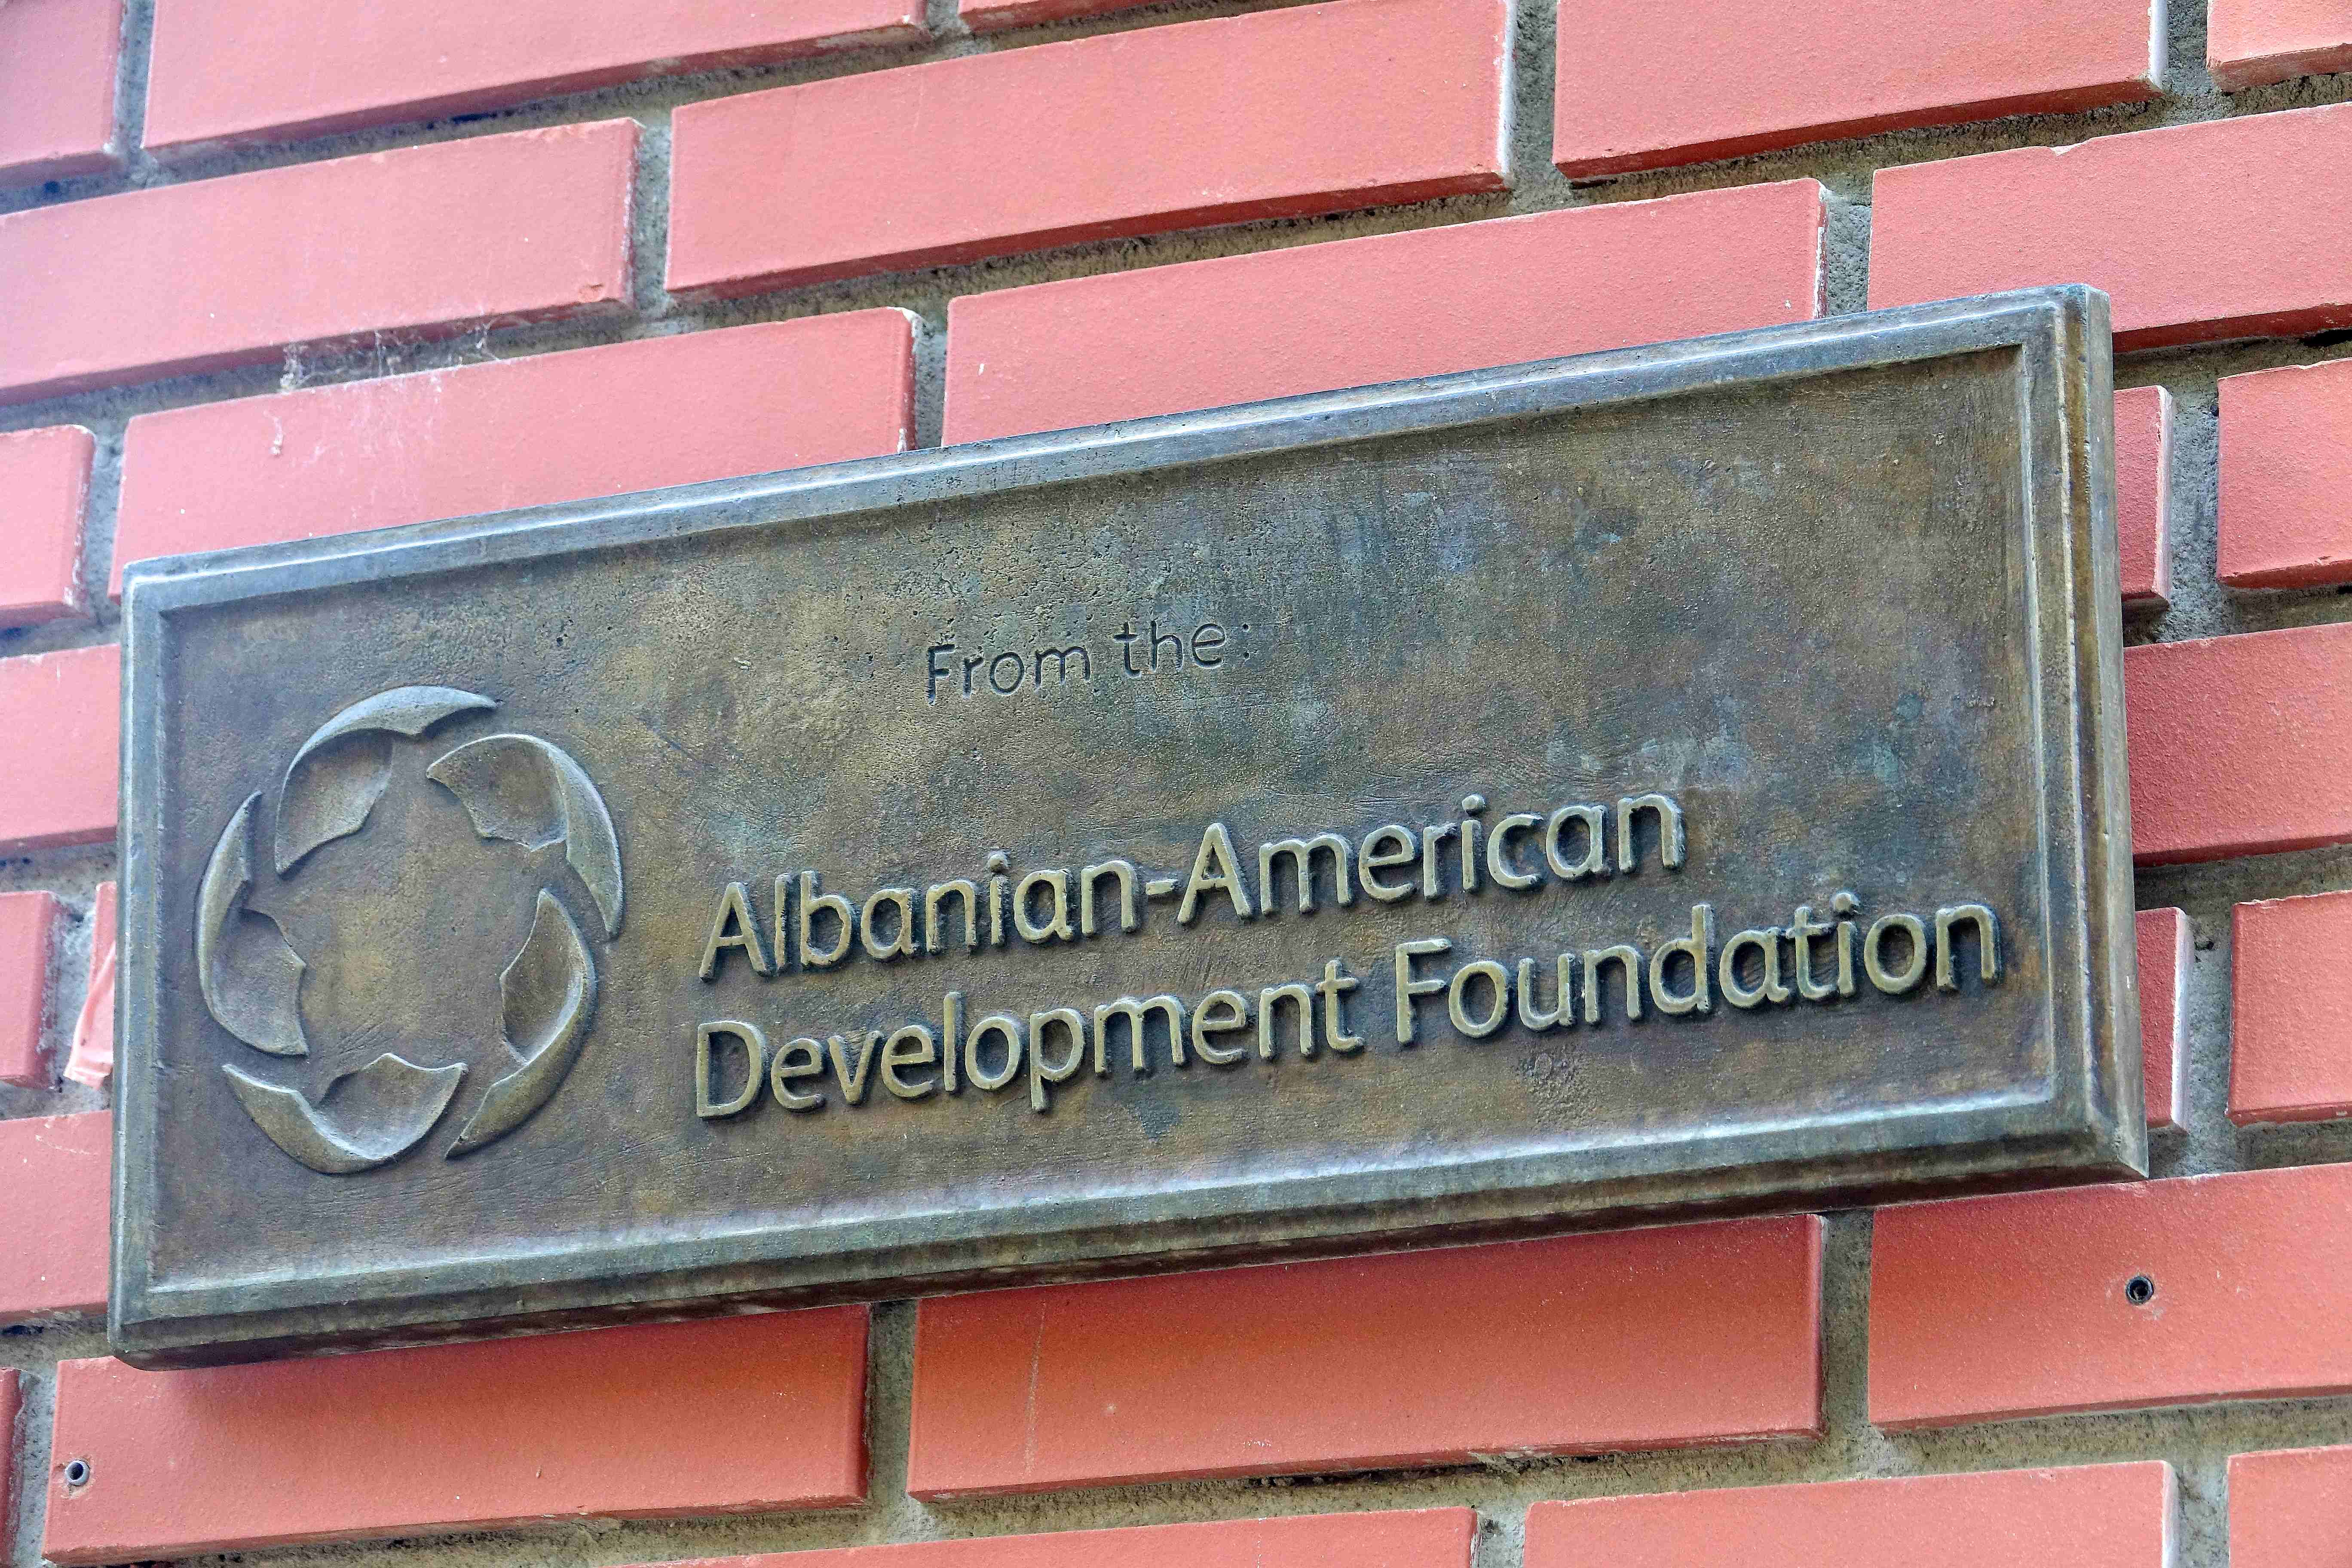 From the:
Albanian-American
Development Foundation